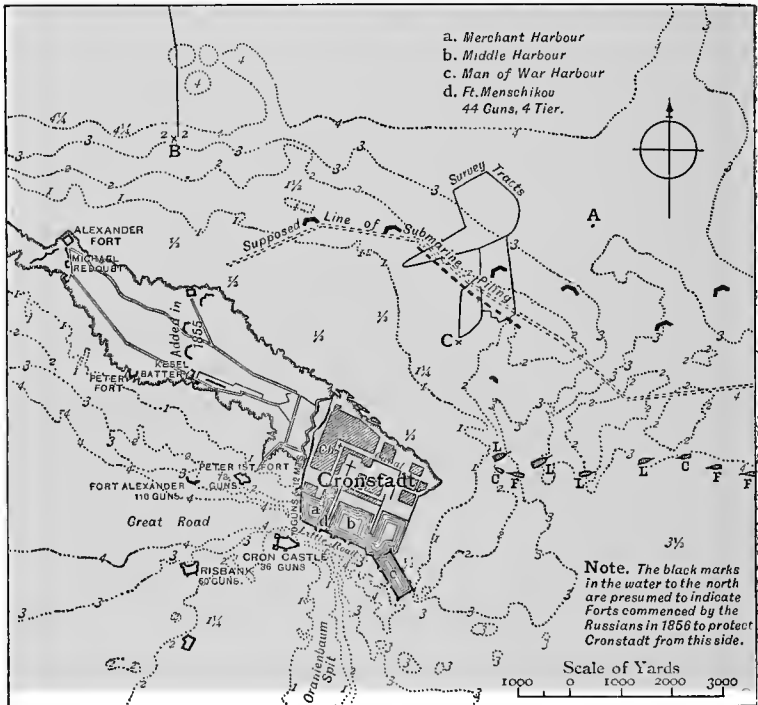 a. Merchant Harbour
b. Middle Harbour
c. Man of War Harbour
d. Ft. Menschikov
44 Guns, 4 Tier.
B
A
Survey Tracts
Supposed Line of Submarine Piling
ALEXANDER
FORT
MICHAEL
REDOUBT
Added in
1855
KESEL
BATTERY
PETER
FORT
C
PETER 1ST FORT
GUNS
FORT ALEXANDER
110 GUNS.
Great Road
Cronstadt
a
b
d
CRON CASTLE
36 GUNS
Little Road
RISBANK
60 GUNS.
Oranienbaum
Spit
L
C
F
L
L
L
C
F
F
3½
Note. The black marks
in the water to the north
are presumed to indicate
Forts commenced by the
Russians in 1856 to protect
Cronstadt from this side.
Scale of Yards
1000 0 1000 2000 3000